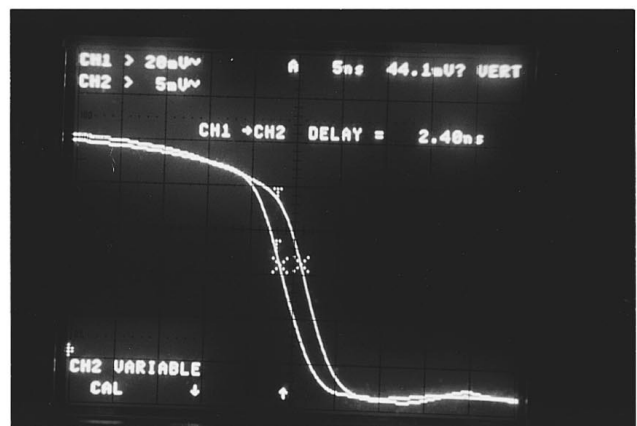 CH1 > 20mV~ A 5ns 44.1mV? VERT
CH2 > 5mV~
CH1 →CH2 DELAY = 2.40ns
CH2 VARIABLE
CAL ↓ ↑